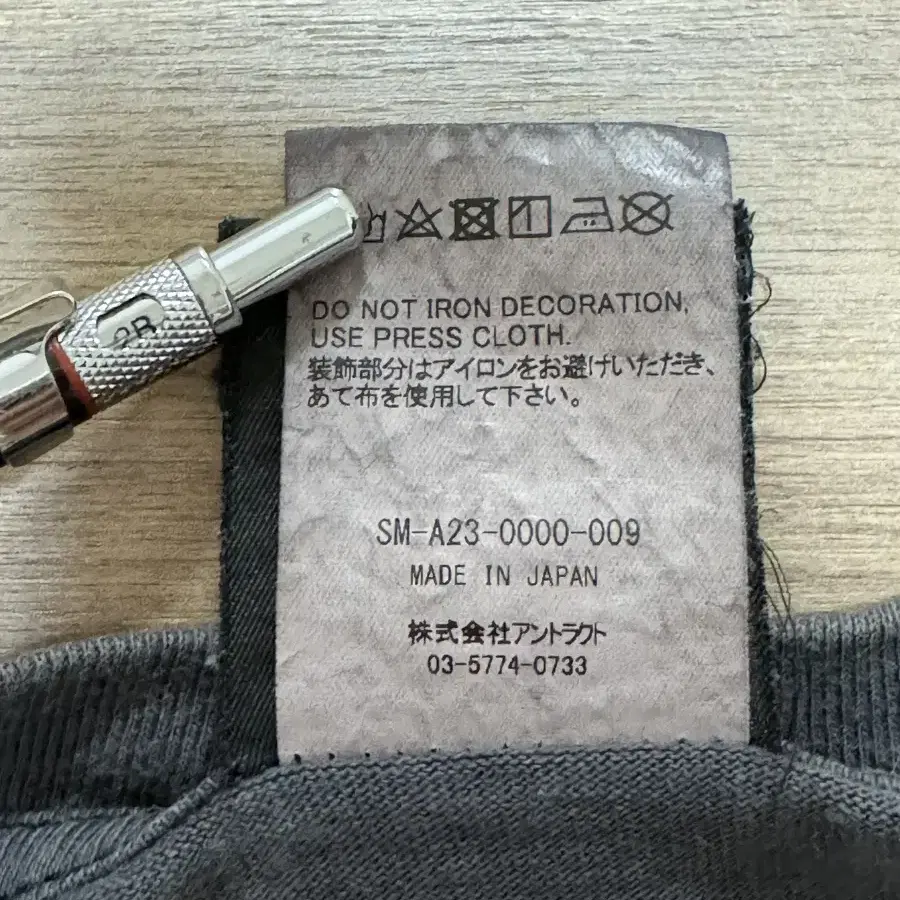 2B
DO NOT IRON DECORATION,
USE PRESS CLOTH.
装飾部分はアイロンをお避けいただき、
あて布を使用して下さい。
SM-A23-0000-009
MADE IN JAPAN
株式会社アントラクト
03-5774-0733